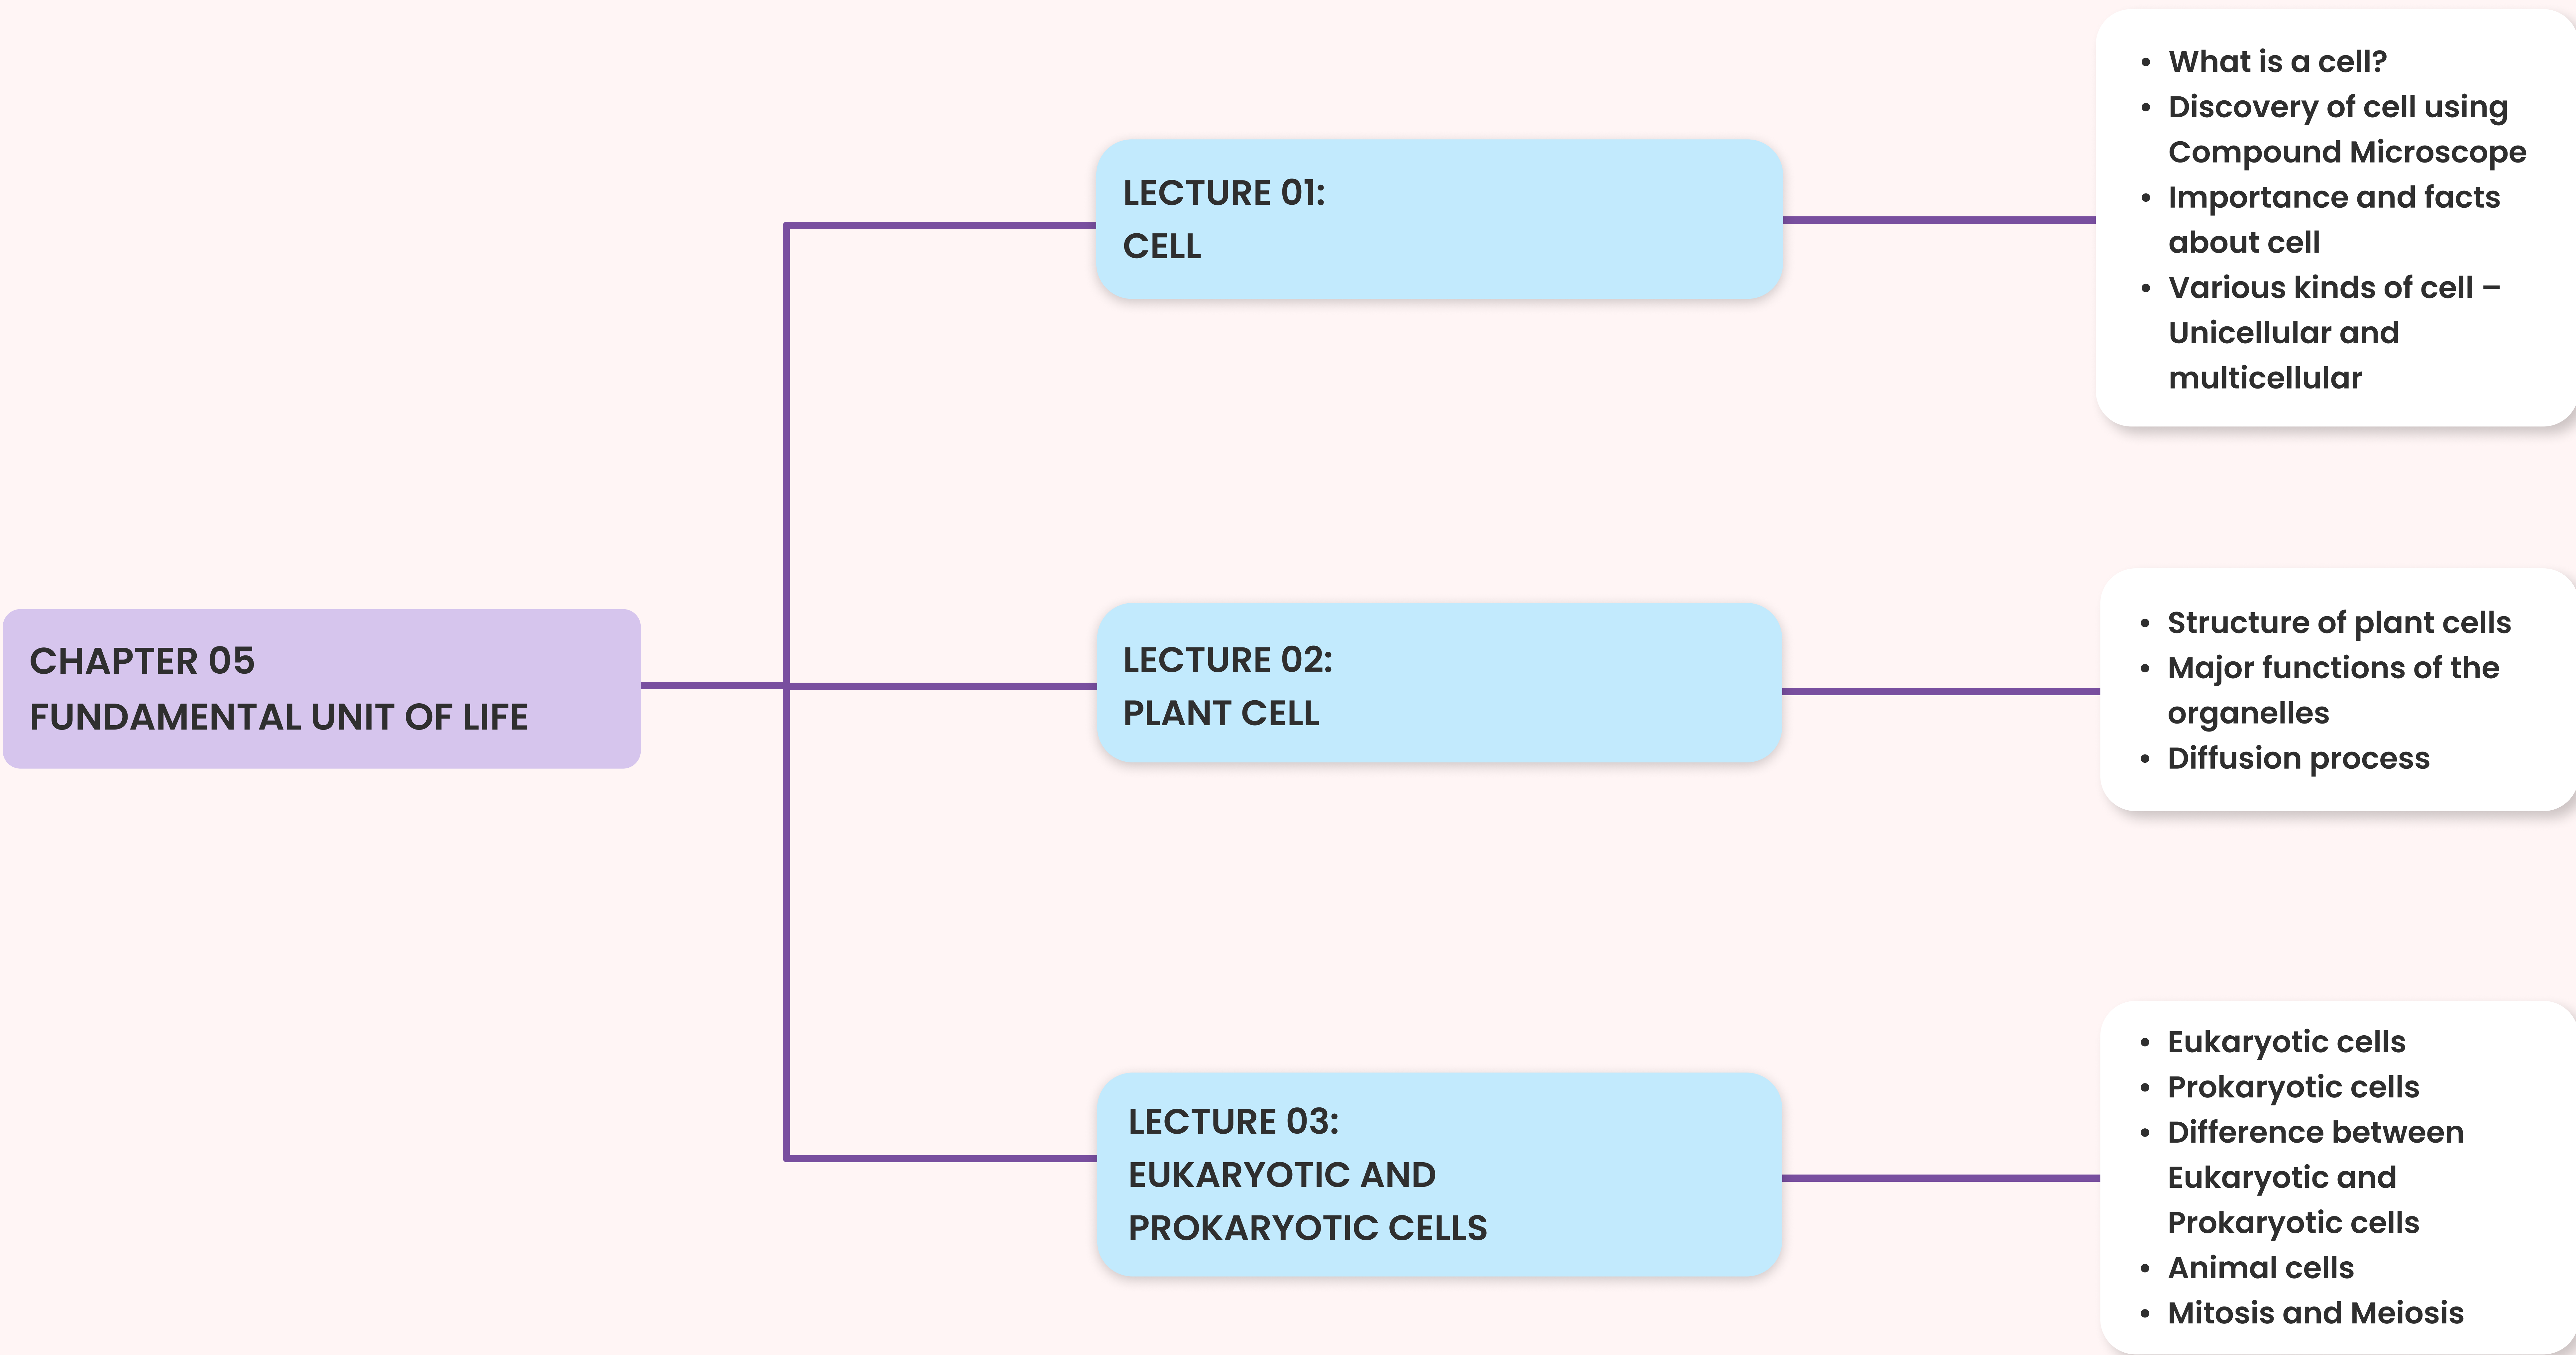 CHAPTER 05
FUNDAMENTAL UNIT OF LIFE
LECTURE 01:
CELL
• What is a cell?
• Discovery of cell using
Compound Microscope
• Importance and facts
about cell
• Various kinds of cell –
Unicellular and
multicellular
LECTURE 02:
PLANT CELL
• Structure of plant cells
• Major functions of the
organelles
• Diffusion process
LECTURE 03:
EUKARYOTIC AND
PROKARYOTIC CELLS
• Eukaryotic cells
• Prokaryotic cells
• Difference between
Eukaryotic and
Prokaryotic cells
• Animal cells
• Mitosis and Meiosis